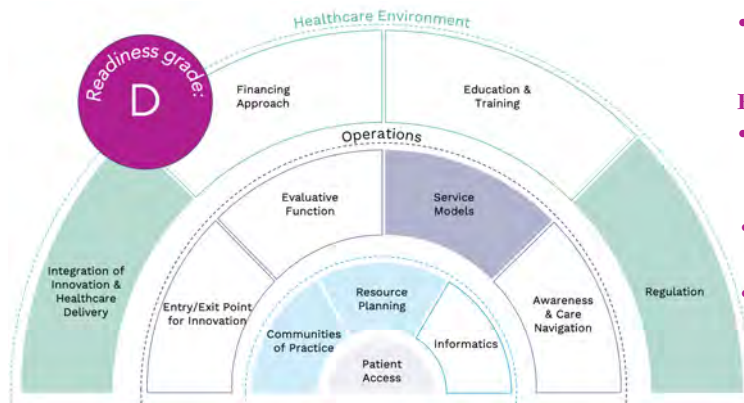 Healthcare Environment
Readiness grade:
D
Financing
Approach
Education &
Training
Operations
Evaluative
Function
Service
Models
Integration of
Innovation &
Healthcare
Delivery
Entry/Exit Point
for Innovation
Awareness
& Care
Navigation
Regulation
Resource
Planning
Communities
of Practice
Informatics
Patient
Access